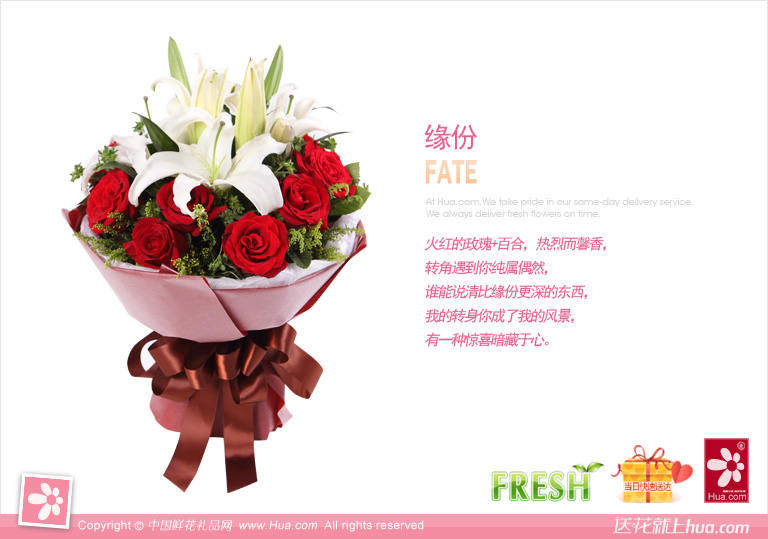 缘份
FATE
At Hua.com,We take pride in our same-day delivery service.
We always deliver fresh flowers on time.
火红的玫瑰+百合，热烈而馨香，
转角遇到你纯属偶然，
谁能说清比缘份更深的东西，
我的转身你成了我的风景，
有一种惊喜暗藏于心。
FRESH
当日快速送达
Hua.com
Copyright © 中国鲜花礼品网 www.Hua.com All rights reserved
送花就上hua.com